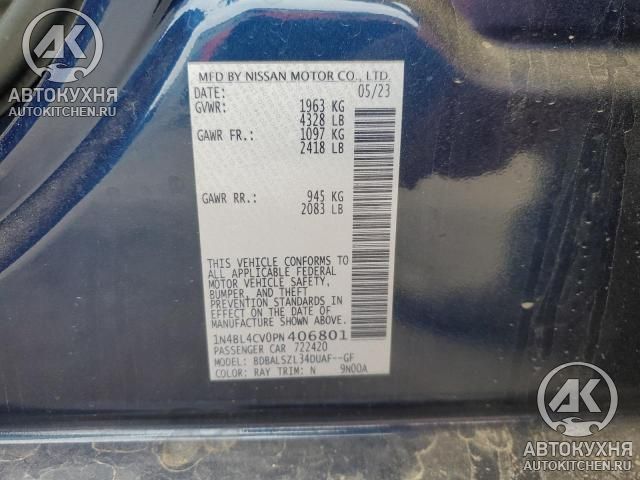 MFD BY NISSAN MOTOR CO., LTD.
DATE: 05/23
GVWR: 1963 KG
4328 LB
GAWR FR.: 1097 KG
2418 LB
GAWR RR.: 945 KG
2083 LB
THIS VEHICLE CONFORMS TO
ALL APPLICABLE FEDERAL
MOTOR VEHICLE SAFETY,
BUMPER, AND THEFT
PREVENTION STANDARDS IN
EFFECT ON THE DATE OF
MANUFACTURE SHOWN ABOVE.
1N4BL4CV0PN406801
PASSENGER CAR 722420
MODEL: BDBALSZL34DUAF--GF
COLOR: RAY TRIM: N 9N00A
АВТОКУХНЯ
AUTOKITCHEN.RU
АВТОКУХНЯ
AUTOKITCHEN.RU
АВТОКУХНЯ
AUTOKITCHEN.RU